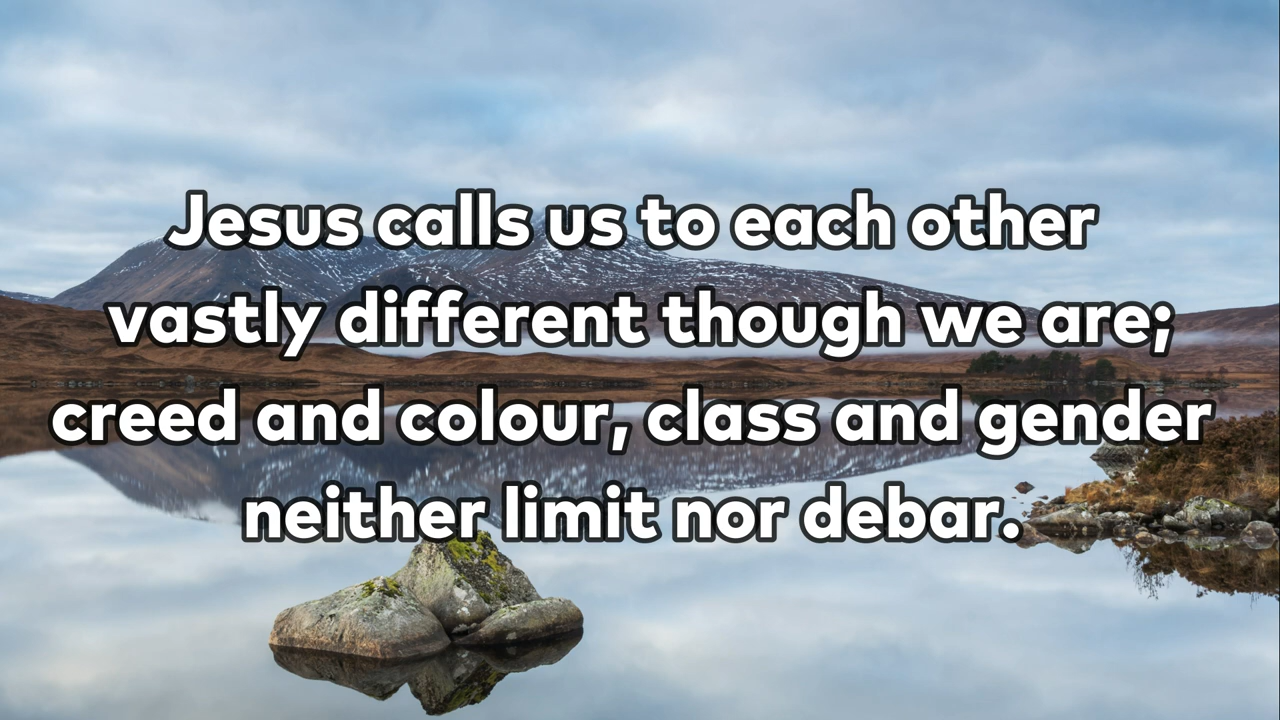 Jesus calls us to each other
vastly different though we are;
creed and colour, class and gender
neither limit nor debar.